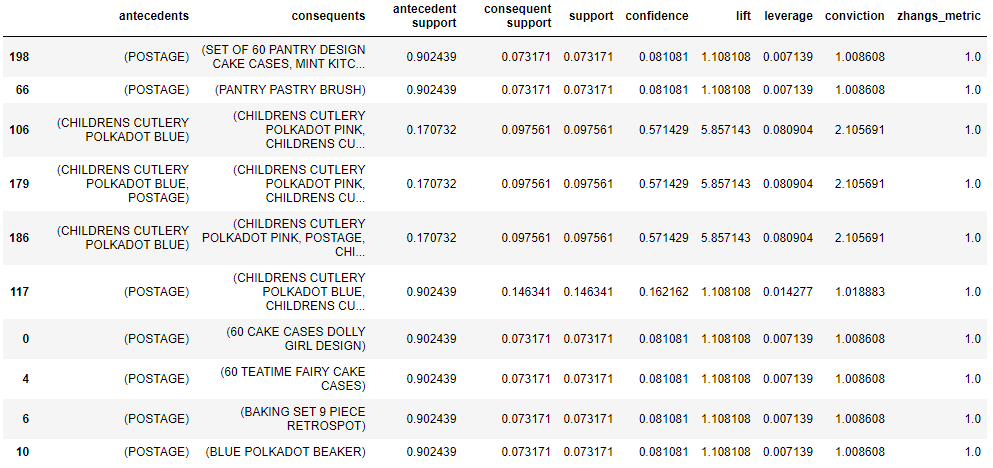 antecedents consequents antecedent support consequent support support confidence lift leverage conviction zhangs_metric
198 (POSTAGE) (SET OF 60 PANTRY DESIGN CAKE CASES, MINT KITC... 0.902439 0.073171 0.073171 0.081081 1.108108 0.007139 1.008608 1.0
66 (POSTAGE) (PANTRY PASTRY BRUSH) 0.902439 0.073171 0.073171 0.081081 1.108108 0.007139 1.008608 1.0
106 (CHILDRENS CUTLERY POLKADOT BLUE) (CHILDRENS CUTLERY POLKADOT PINK, CHILDRENS CU... 0.170732 0.097561 0.097561 0.571429 5.857143 0.080904 2.105691 1.0
179 (CHILDRENS CUTLERY POLKADOT BLUE, POSTAGE) (CHILDRENS CUTLERY POLKADOT PINK, CHILDRENS CU... 0.170732 0.097561 0.097561 0.571429 5.857143 0.080904 2.105691 1.0
186 (CHILDRENS CUTLERY POLKADOT BLUE) (CHILDRENS CUTLERY POLKADOT PINK, POSTAGE, CHI... 0.170732 0.097561 0.097561 0.571429 5.857143 0.080904 2.105691 1.0
117 (POSTAGE) (CHILDRENS CUTLERY POLKADOT BLUE, CHILDRENS CU... 0.902439 0.146341 0.146341 0.162162 1.108108 0.014277 1.018883 1.0
0 (POSTAGE) (60 CAKE CASES DOLLY GIRL DESIGN) 0.902439 0.073171 0.073171 0.081081 1.108108 0.007139 1.008608 1.0
4 (POSTAGE) (60 TEATIME FAIRY CAKE CASES) 0.902439 0.073171 0.073171 0.081081 1.108108 0.007139 1.008608 1.0
6 (POSTAGE) (BAKING SET 9 PIECE RETROSPOT) 0.902439 0.073171 0.073171 0.081081 1.108108 0.007139 1.008608 1.0
10 (POSTAGE) (BLUE POLKADOT BEAKER) 0.902439 0.073171 0.073171 0.081081 1.108108 0.007139 1.008608 1.0